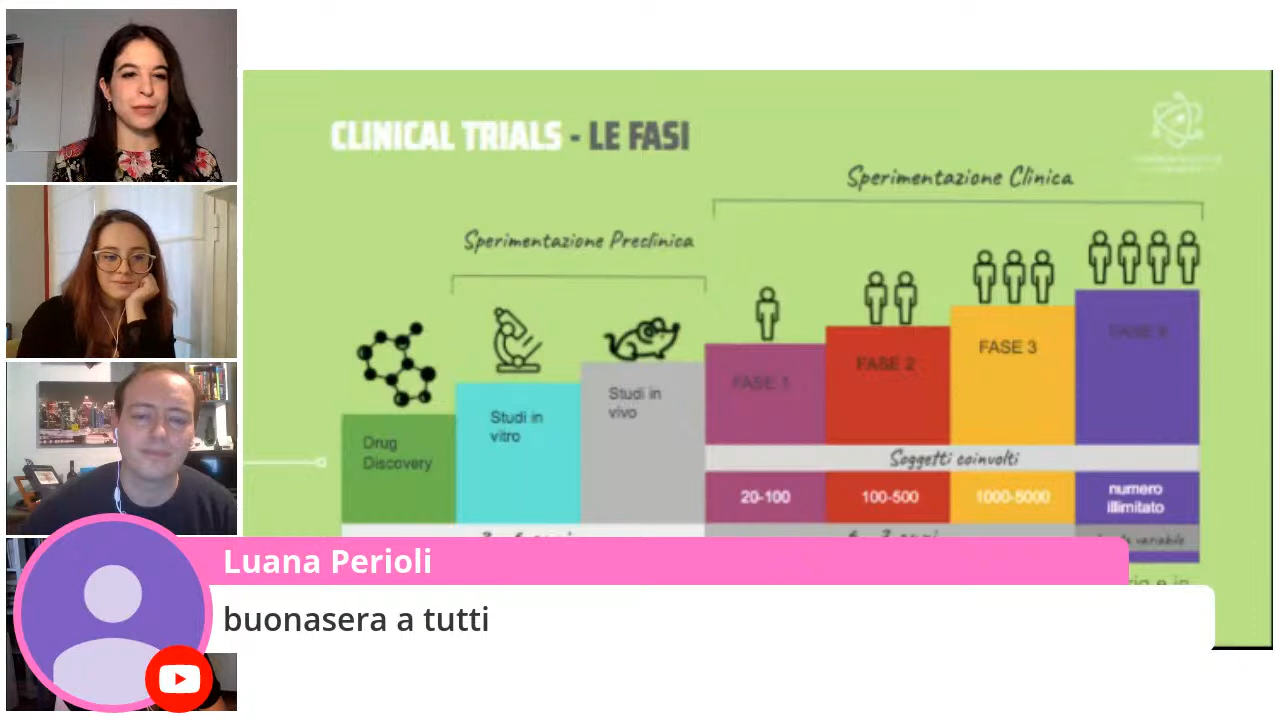 CLINICAL TRIALS - LE FASI
Sperimentazione Clinica
Sperimentazione Preclinica
Drug
Discovery
Studi in
vitro
Studi in
vivo
FASE 1
FASE 2
FASE 3
Soggetti coinvolti
20-100
100-500
1000-5000
numero
illimitato
variabile
Luana Perioli
buonasera a tutti